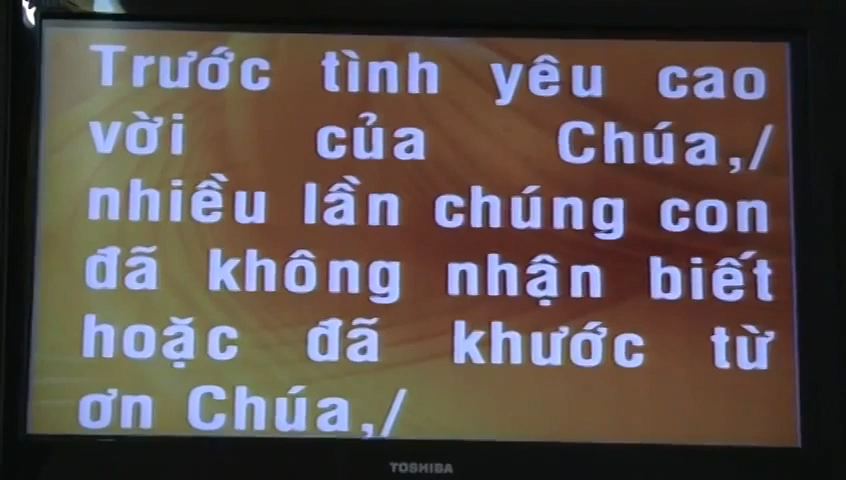 Trước tình yêu cao
vời của Chúa,/
nhiều lần chúng con
đã không nhận biết
hoặc đã khước từ
ơn Chúa,/
TOSHIBA